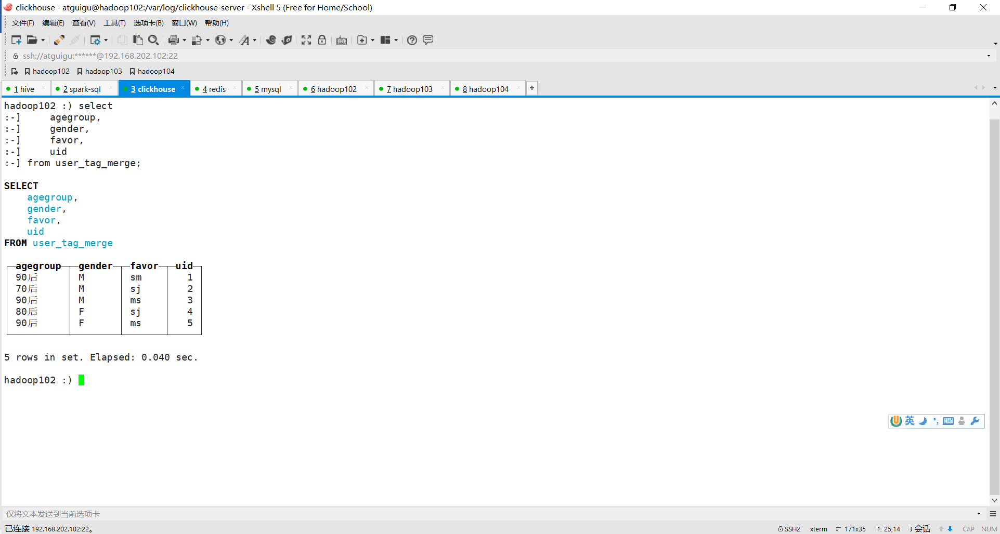 clickhouse - atguigu@hadoop102:/var/log/clickhouse-server - Xshell 5 (Free for Home/School)
文件(F) 编辑(E) 查看(V) 工具(T) 选项卡(B) 窗口(W) 帮助(H)
ssh://atguigu:******@192.168.202.102:22
hadoop102 hadoop103 hadoop104
1 hive 2 spark-sql 3 clickhouse 4 redis 5 mysql 6 hadoop102 7 hadoop103 8 hadoop104
hadoop102 :) select
:-] agegroup,
:-] gender,
:-] favor,
:-] uid
:-] from user_tag_merge;
SELECT
agegroup,
gender,
favor,
uid
FROM user_tag_merge
agegroup gender favor uid
90后 M sm 1
70后 M sj 2
90后 M ms 3
80后 F sj 4
90后 F ms 5
5 rows in set. Elapsed: 0.040 sec.
hadoop102 :)
英
仅将文本发送到当前选项卡
已连接 192.168.202.102:22。 SSH2 xterm 171x35 25,14 3 会话 CAP NUM